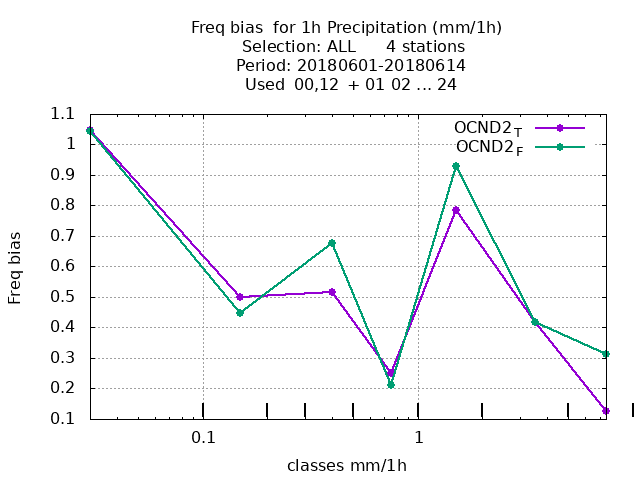 Freq bias  for 1h Precipitation (mm/1h)
Selection: ALL      4 stations
Period: 20180601-20180614
Used  00,12  + 01 02 ... 24
OCND2_T
OCND2_F
1.1
1
0.9
0.8
0.7
0.6
0.5
0.4
0.3
0.2
0.1
Freq bias
0.1 1
classes mm/1h